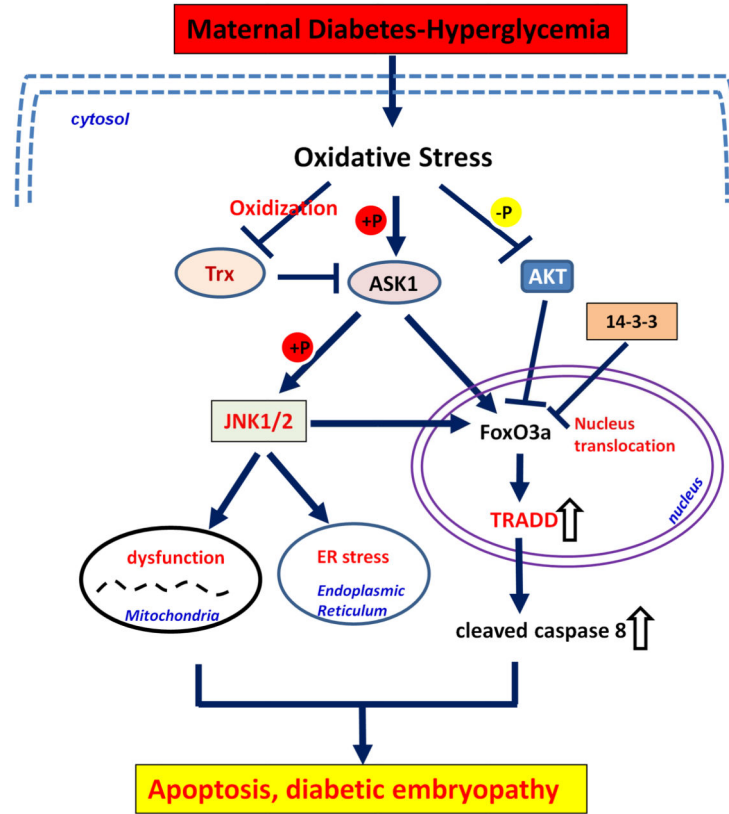 Maternal Diabetes-Hyperglycemia
cytosol
Oxidative Stress
Oxidization
+P
-P
Trx
ASK1
AKT
14-3-3
+P
JNK1/2
FoxO3a
Nucleus
translocation
nucleus
TRADD
dysfunction
Mitochondria
ER stress
Endoplasmic
Reticulum
cleaved caspase 8
Apoptosis, diabetic embryopathy